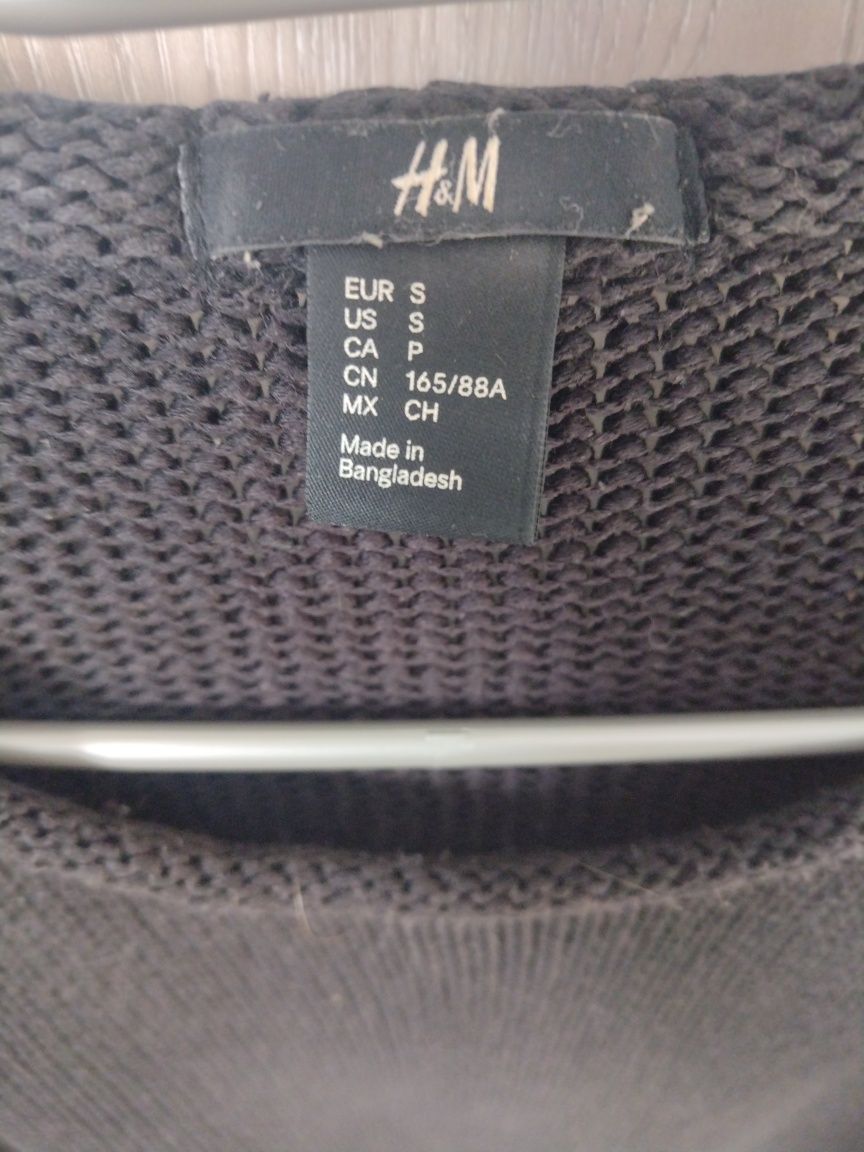 H&M
EUR S
US S
CA P
CN 165/88A
MX CH
Made in
Bangladesh